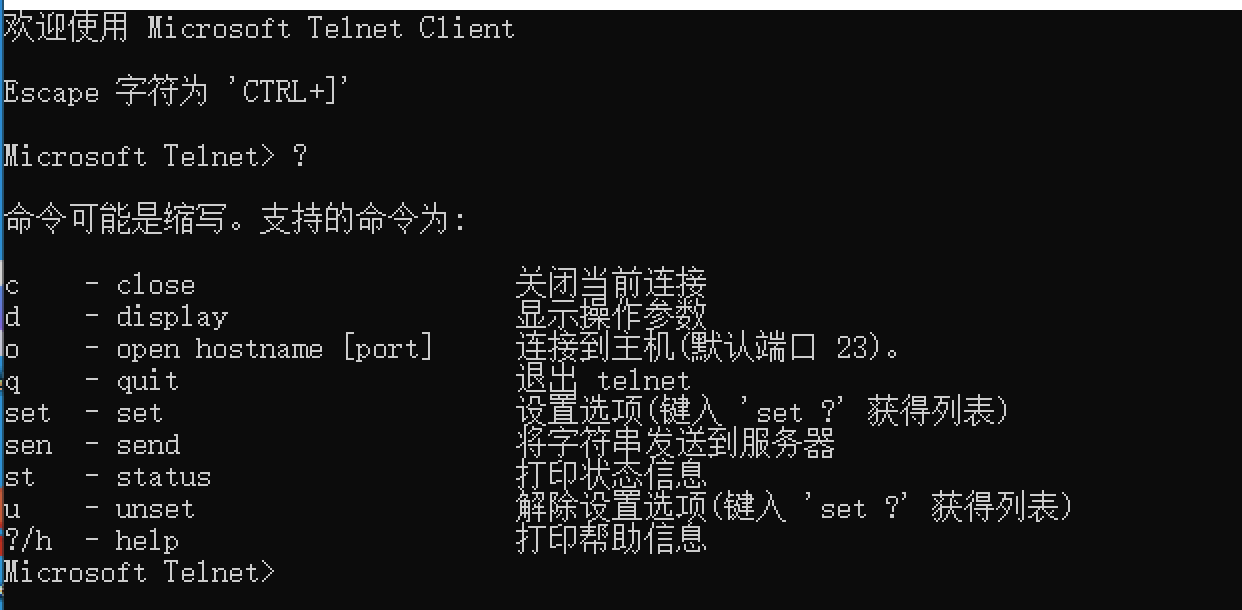 欢迎使用 Microsoft Telnet Client
Escape 字符为 'CTRL+]'
Microsoft Telnet> ?
命令可能是缩写。支持的命令为:
c    - close                    关闭当前连接
d    - display                  显示操作参数
o    - open hostname [port]     连接到主机(默认端口 23)。
q    - quit                     退出 telnet
set  - set                      设置选项(键入 'set ?' 获得列表)
sen  - send                     将字符串发送到服务器
st   - status                   打印状态信息
u    - unset                    解除设置选项(键入 'set ?' 获得列表)
?/h  - help                     打印帮助信息
Microsoft Telnet>